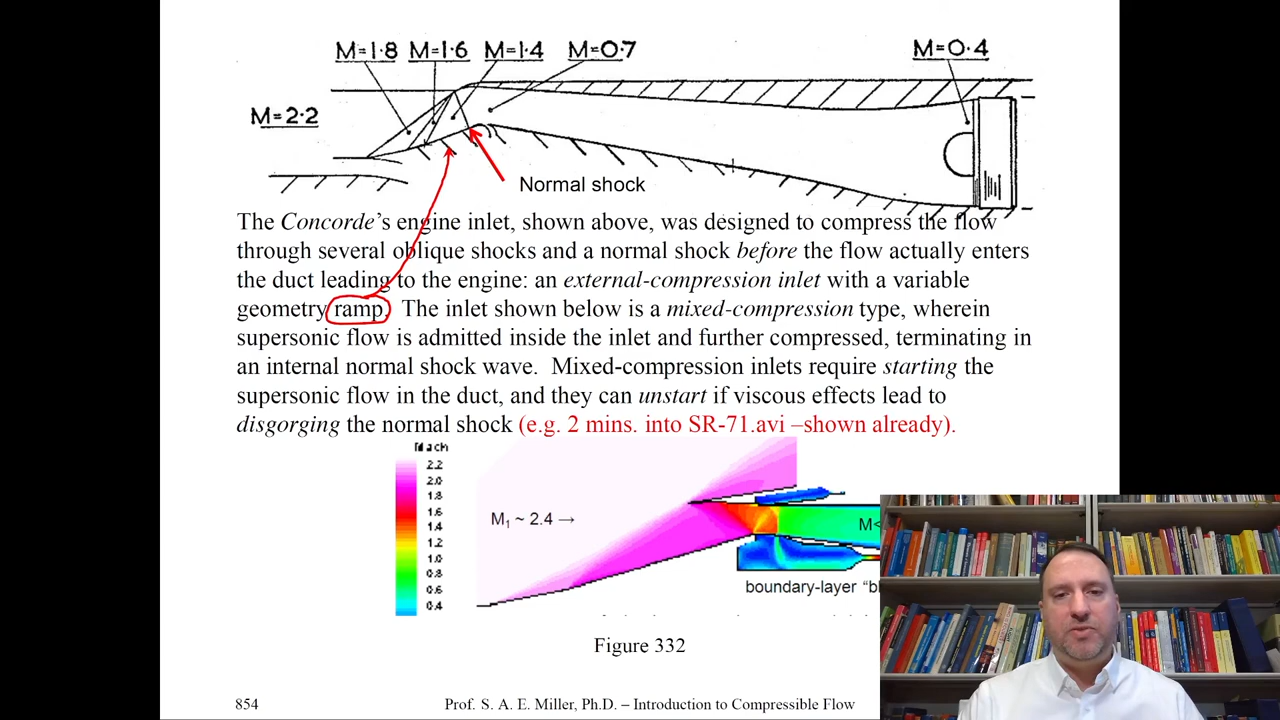 M=1·8 M=1·6 M=1·4 M=0·7 M=0·4
M=2·2
Normal shock
The Concorde’s engine inlet, shown above, was designed to compress the flow
through several oblique shocks and a normal shock before the flow actually enters
the duct leading to the engine: an external-compression inlet with a variable
geometry ramp. The inlet shown below is a mixed-compression type, wherein
supersonic flow is admitted inside the inlet and further compressed, terminating in
an internal normal shock wave. Mixed-compression inlets require starting the
supersonic flow in the duct, and they can unstart if viscous effects lead to
disgorging the normal shock (e.g. 2 mins. into SR-71.avi –shown already).
Mach
2.2
2.0
1.8
1.6
1.4
1.2
1.0
0.8
0.6
0.4
M1 ~ 2.4 →
M<
boundary-layer “bl
Figure 332
854 Prof. S. A. E. Miller, Ph.D. – Introduction to Compressible Flow